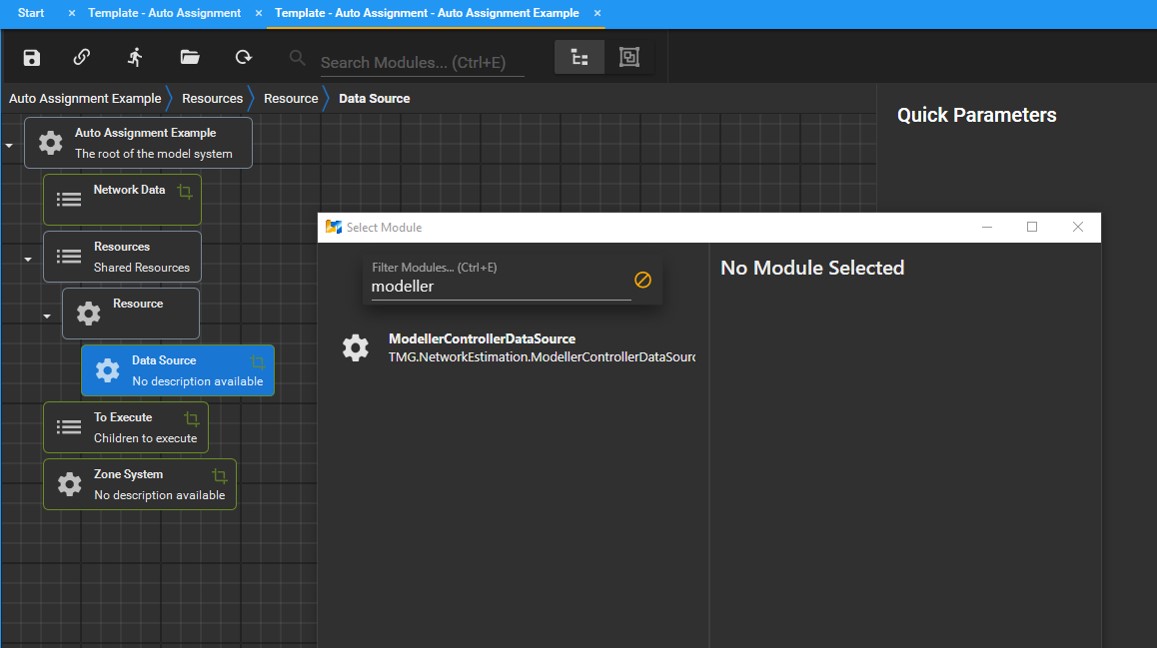 Start × Template - Auto Assignment × Template - Auto Assignment - Auto Assignment Example ×
Search Modules... (Ctrl+E)
Auto Assignment Example Resources Resource Data Source
Quick Parameters
Auto Assignment Example
The root of the model system
Network Data
Resources
Shared Resources
Resource
Data Source
No description available
To Execute
Children to execute
Zone System
No description available
Select Module
Filter Modules... (Ctrl+E)
modeller
No Module Selected
ModellerControllerDataSource
TMG.NetworkEstimation.ModellerControllerDataSourc